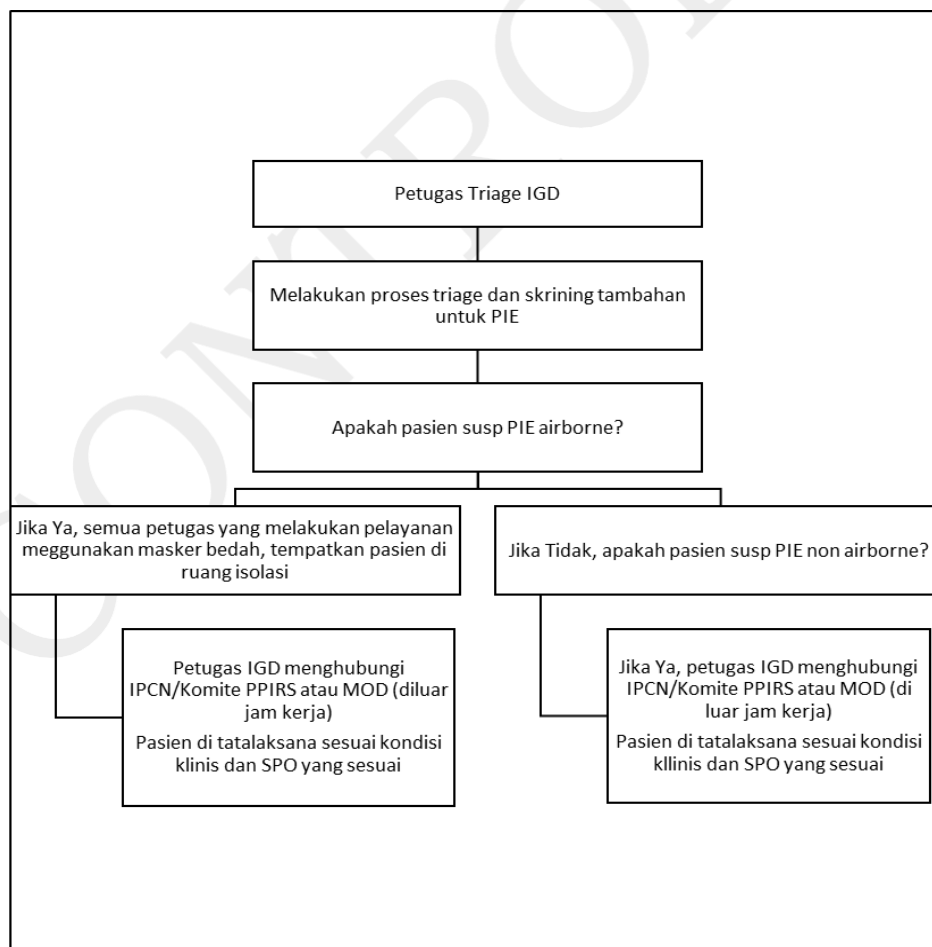 Petugas Triage IGD
Melakukan proses triage dan skrining tambahan
untuk PIE
Apakah pasien susp PIE airborne?
Jika Ya, semua petugas yang melakukan pelayanan
meggunakan masker bedah, tempatkan pasien di
ruang isolasi
Jika Tidak, apakah pasien susp PIE non airborne?
Petugas IGD menghubungi
IPCN/Komite PPIRS atau MOD (diluar
jam kerja)
Pasien di tatalaksana sesuai kondisi
klinis dan SPO yang sesuai
Jika Ya, petugas IGD menghubungi
IPCN/Komite PPIRS atau MOD (di
luar jam kerja)
Pasien di tatalaksana sesuai kondisi
kllinis dan SPO yang sesuai